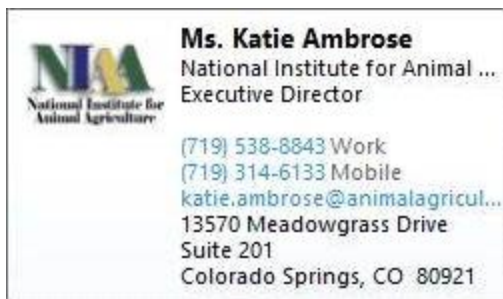 NIAA
National Institute for
Animal Agriculture
Ms. Katie Ambrose
National Institute for Animal ...
Executive Director
(719) 538-8843 Work
(719) 314-6133 Mobile
katie.ambrose@animalagricul...
13570 Meadowgrass Drive
Suite 201
Colorado Springs, CO 80921